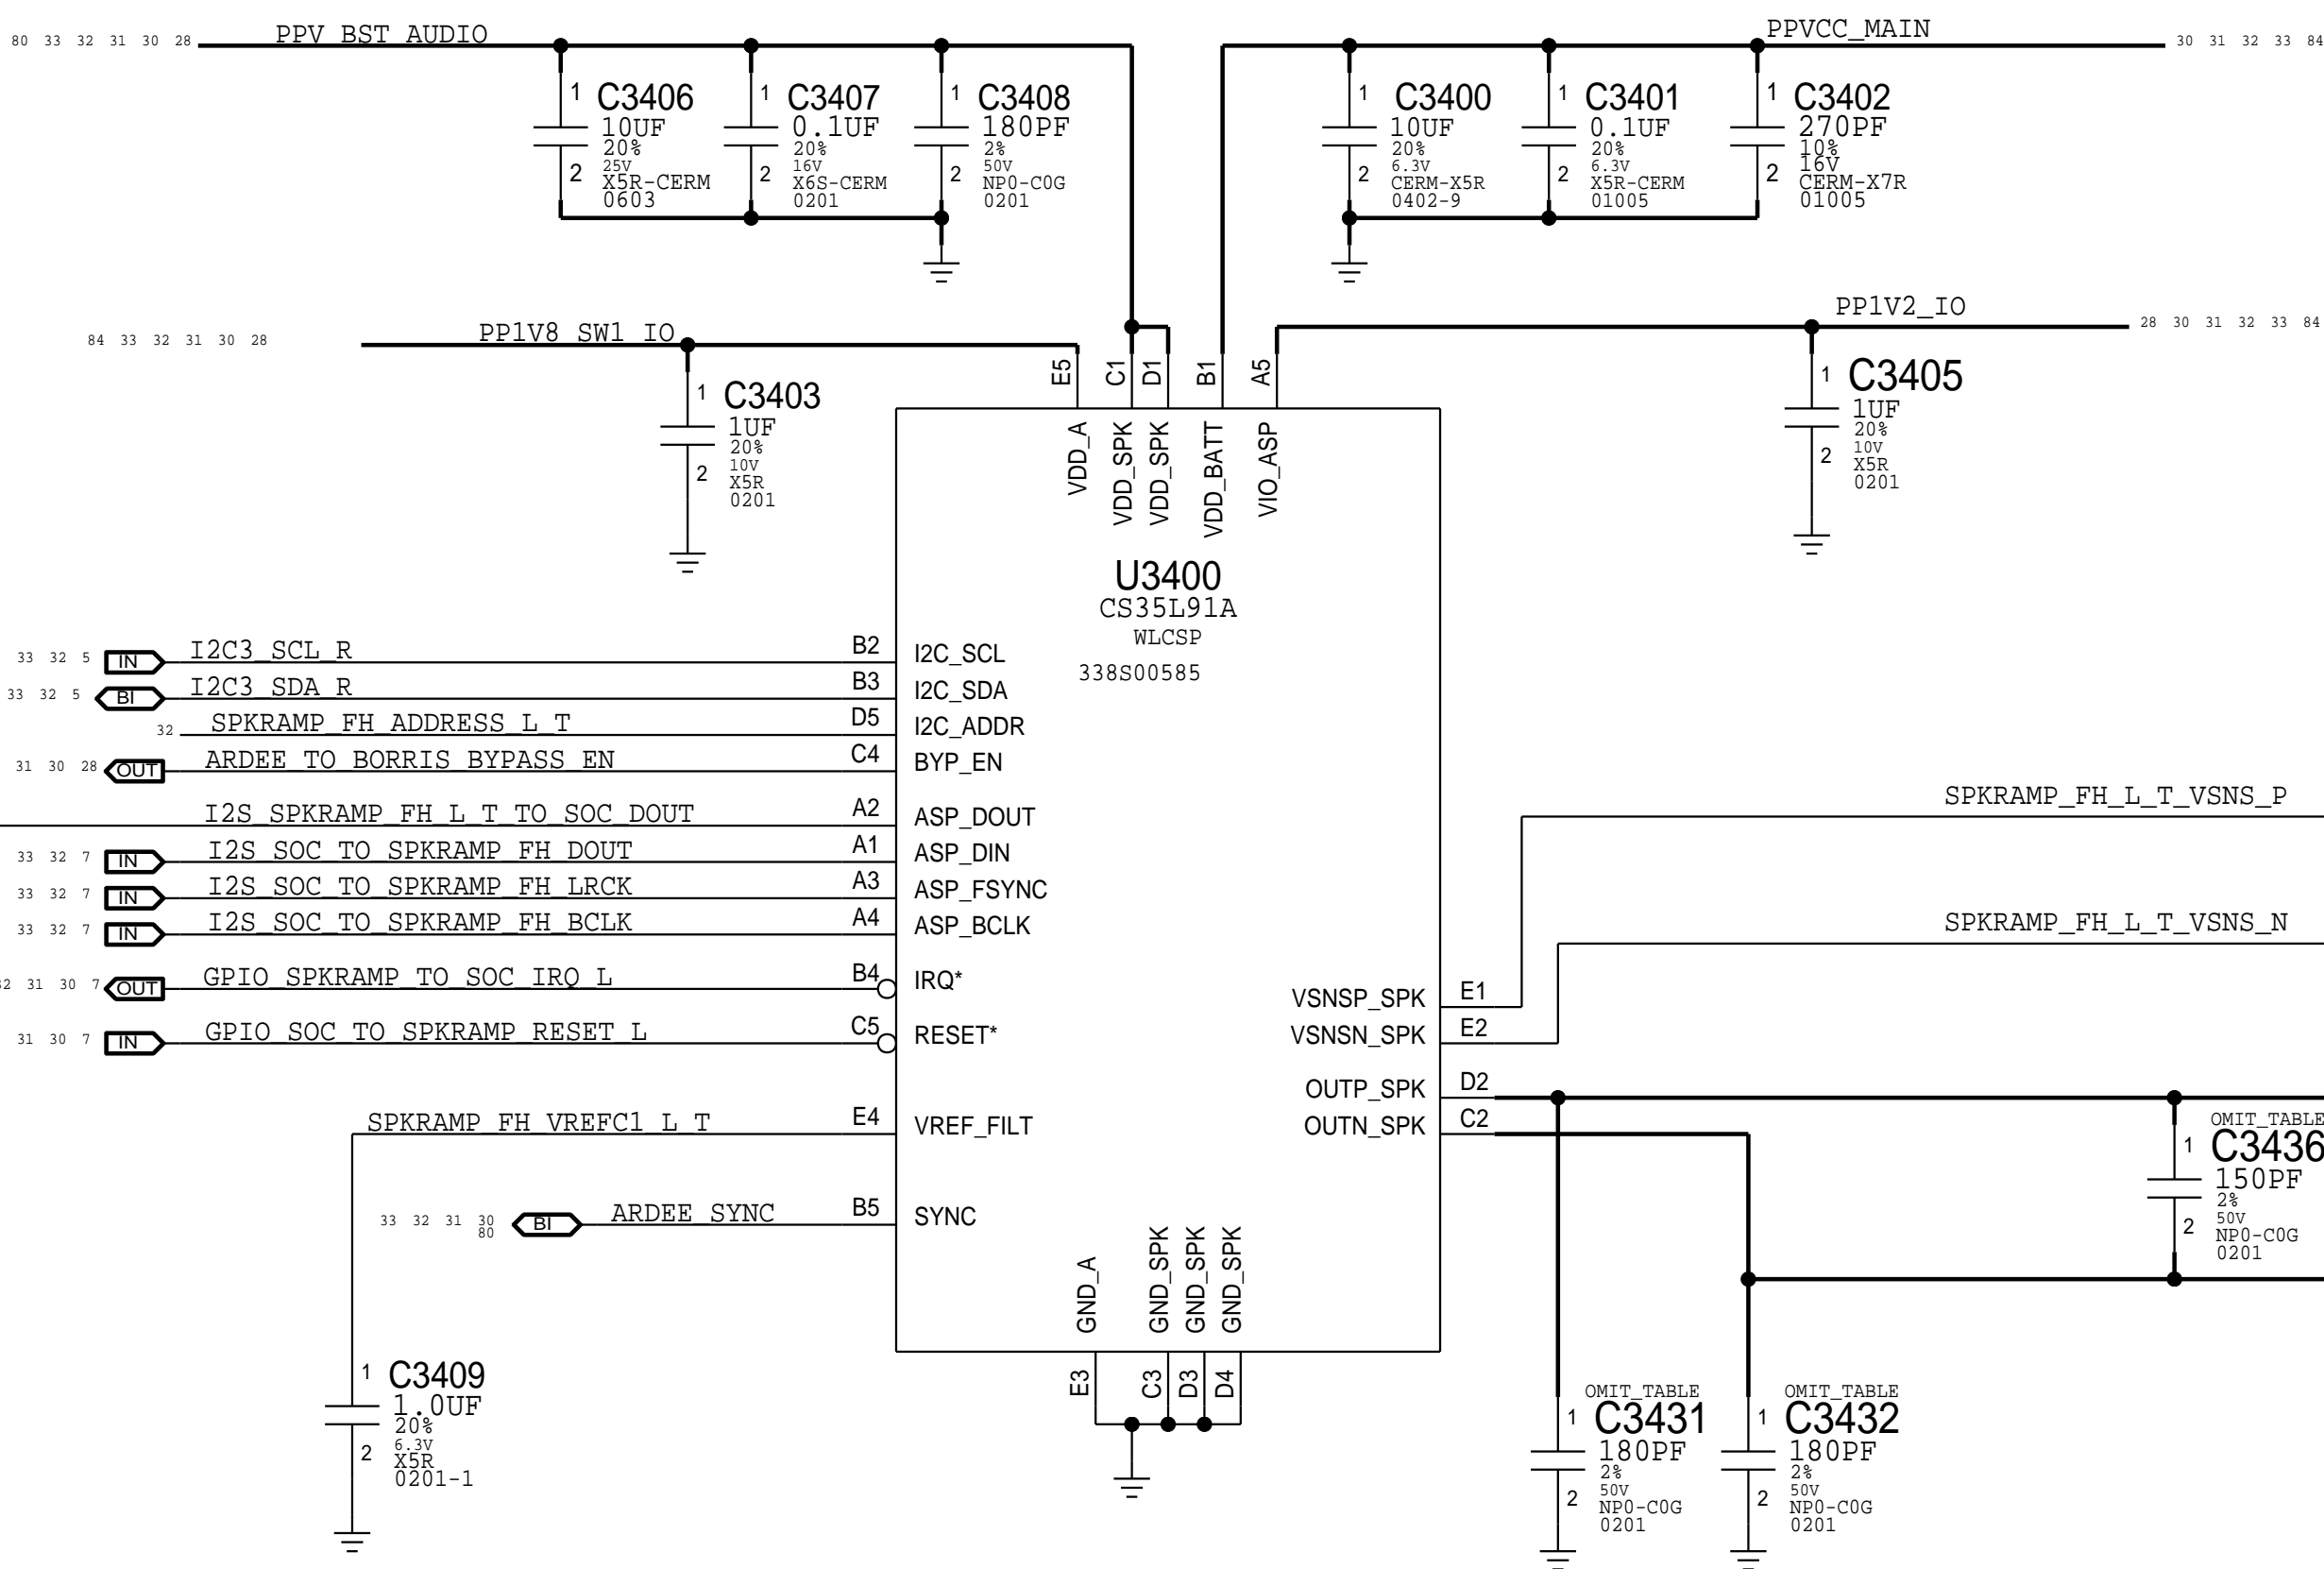 80 33 32 31 30 28
PPV_BST_AUDIO
PPVCC_MAIN
30 31 32 33 84
1
C3406
10UF
20%
25V
X5R-CERM
0603
2
1
C3407
0.1UF
20%
16V
X6S-CERM
0201
2
1
C3408
180PF
2%
50V
NP0-C0G
0201
2
1
C3400
10UF
20%
6.3V
CERM-X5R
0402-9
2
1
C3401
0.1UF
20%
6.3V
X5R-CERM
01005
2
1
C3402
270PF
10%
16V
CERM-X7R
01005
2
84 33 32 31 30 28
PP1V8_SW1_IO
PP1V2_IO
28 30 31 32 33 84
1
C3403
1UF
20%
10V
X5R
0201
2
E5
C1
D1
B1
A5
VDD_A
VDD_SPK
VDD_SPK
VDD_BATT
VIO_ASP
1
C3405
1UF
20%
10V
X5R
0201
2
U3400
CS35L91A
WLCSP
338S00585
33 32 5 IN I2C3_SCL_R B2 I2C_SCL
33 32 5 BI I2C3_SDA_R B3 I2C_SDA
32 SPKRAMP_FH_ADDRESS_L_T D5 I2C_ADDR
31 30 28 OUT ARDEE_TO_BORRIS_BYPASS_EN C4 BYP_EN
I2S_SPKRAMP_FH_L_T_TO_SOC_DOUT A2 ASP_DOUT
33 32 7 IN I2S_SOC_TO_SPKRAMP_FH_DOUT A1 ASP_DIN
33 32 7 IN I2S_SOC_TO_SPKRAMP_FH_LRCK A3 ASP_FSYNC
33 32 7 IN I2S_SOC_TO_SPKRAMP_FH_BCLK A4 ASP_BCLK
31 30 7 OUT GPIO_SPKRAMP_TO_SOC_IRQ_L B4 IRQ*
31 30 7 IN GPIO_SOC_TO_SPKRAMP_RESET_L C5 RESET*
SPKRAMP_FH_VREFC1_L_T E4 VREF_FILT
33 32 31 30
80
BI ARDEE_SYNC B5 SYNC
SPKRAMP_FH_L_T_VSNS_P
SPKRAMP_FH_L_T_VSNS_N
VSNSP_SPK E1
VSNSN_SPK E2
OUTP_SPK D2
OUTN_SPK C2
OMIT_TABLE
1
C3436
150PF
2%
50V
NP0-C0G
0201
2
GND_A
GND_SPK
GND_SPK
GND_SPK
E3
C3
D3
D4
1
C3409
1.0UF
20%
6.3V
X5R
0201-1
2
OMIT_TABLE
1
C3431
180PF
2%
50V
NP0-C0G
0201
2
OMIT_TABLE
1
C3432
180PF
2%
50V
NP0-C0G
0201
2